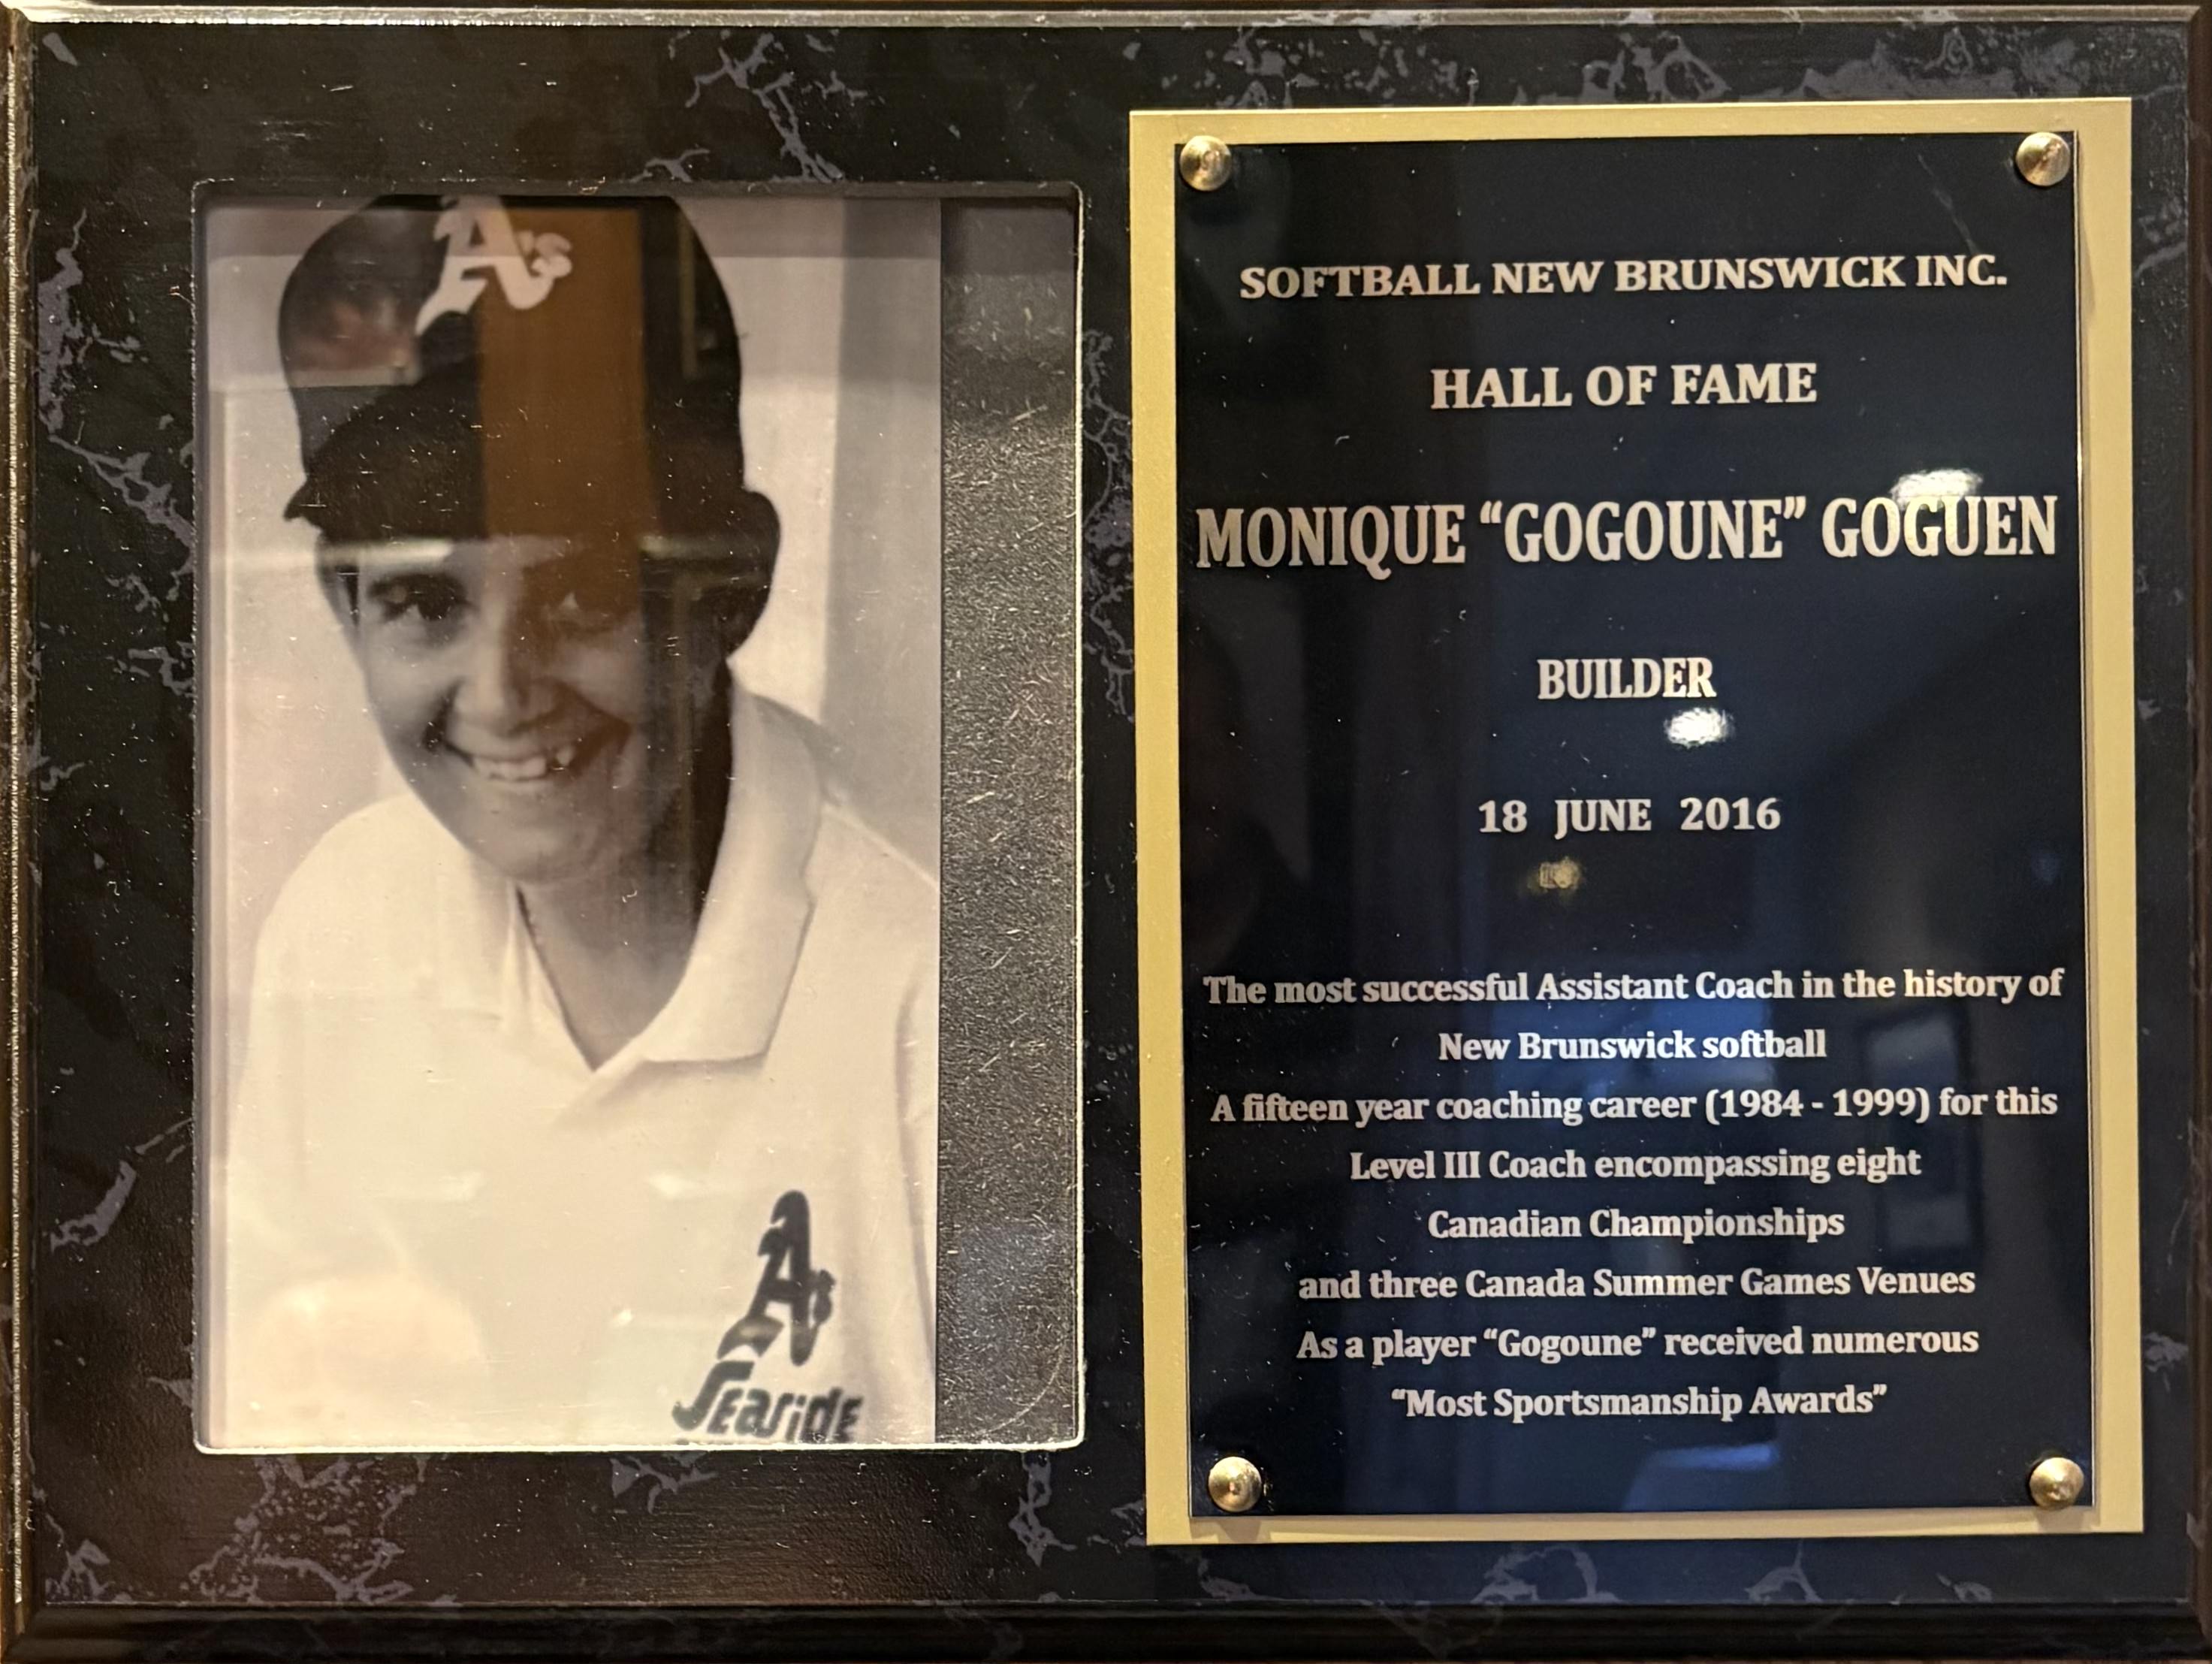 A's
A's
Seaside
SOFTBALL NEW BRUNSWICK INC.
HALL OF FAME
MONIQUE “GOGOUNE” GOGUEN
BUILDER
18 JUNE 2016
The most successful Assistant Coach in the history of
New Brunswick softball
A fifteen year coaching career (1984 - 1999) for this
Level III Coach encompassing eight
Canadian Championships
and three Canada Summer Games Venues
As a player “Gogoune” received numerous
“Most Sportsmanship Awards”